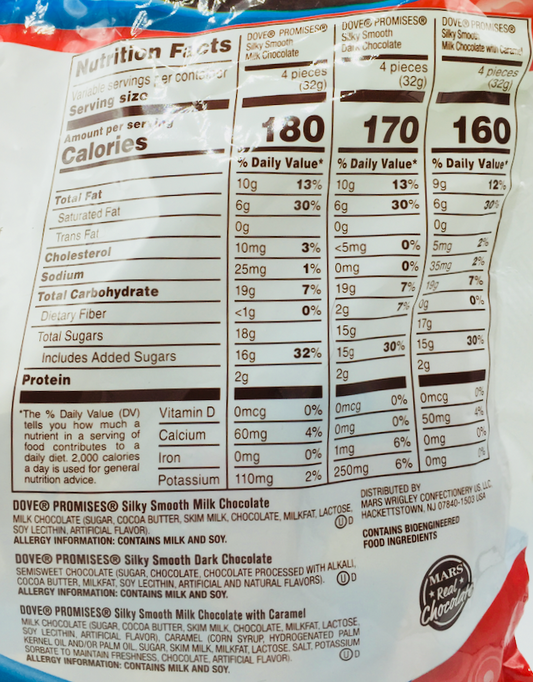 Nutrition Facts
Variable servings per container
Serving size
Amount per serving
Calories
DOVE® PROMISES®
Silky Smooth
Milk Chocolate
4 pieces
(32g)
180
DOVE® PROMISES®
Silky Smooth
Dark Chocolate
4 pieces
(32g)
170
DOVE® PROMISES®
Silky Smooth
Milk Chocolate with Caramel
4 pieces
(32g)
160
% Daily Value* % Daily Value* % Daily Value*
Total Fat 10g 13% 10g 13% 9g 12%
Saturated Fat 6g 30% 6g 30% 6g 30%
Trans Fat 0g 0g 0g
Cholesterol 10mg 3% <5mg 0% 5mg 2%
Sodium 25mg 1% 0mg 0% 35mg 2%
Total Carbohydrate 19g 7% 19g 7% 19g 7%
Dietary Fiber <1g 0% 2g 7% 0g 0%
Total Sugars 18g 15g 17g
Includes Added Sugars 16g 32% 15g 30% 15g 30%
Protein 2g 2g 2g
*The % Daily Value (DV)
tells you how much a
nutrient in a serving of
food contributes to a
daily diet. 2,000 calories
a day is used for general
nutrition advice.
Vitamin D 0mcg 0% 0mcg 0% 0mcg 0%
Calcium 60mg 4% 0mg 0% 50mg 4%
Iron 0mg 0% 1mg 6% 0mg 0%
Potassium 110mg 2% 250mg 6% 0mg 0%
DOVE® PROMISES® Silky Smooth Milk Chocolate
MILK CHOCOLATE (SUGAR, COCOA BUTTER, SKIM MILK, CHOCOLATE, MILKFAT, LACTOSE,
SOY LECITHIN, ARTIFICIAL FLAVOR). Ⓤ D
ALLERGY INFORMATION: CONTAINS MILK AND SOY.
DOVE® PROMISES® Silky Smooth Dark Chocolate
SEMISWEET CHOCOLATE (SUGAR, CHOCOLATE, CHOCOLATE PROCESSED WITH ALKALI,
COCOA BUTTER, MILKFAT, SOY LECITHIN, ARTIFICIAL AND NATURAL FLAVORS). Ⓤ D
ALLERGY INFORMATION: CONTAINS MILK AND SOY.
DOVE® PROMISES® Silky Smooth Milk Chocolate with Caramel
MILK CHOCOLATE (SUGAR, COCOA BUTTER, SKIM MILK, CHOCOLATE, MILKFAT, LACTOSE,
SOY LECITHIN, ARTIFICIAL FLAVOR), CARAMEL (CORN SYRUP, HYDROGENATED PALM
KERNEL OIL AND/OR PALM OIL, SUGAR, SKIM MILK, MILKFAT, LACTOSE, SALT, POTASSIUM
SORBATE TO MAINTAIN FRESHNESS, CHOCOLATE, ARTIFICIAL FLAVOR). Ⓤ D
ALLERGY INFORMATION: CONTAINS MILK AND SOY.
DISTRIBUTED BY
MARS WRIGLEY CONFECTIONERY US, LLC,
HACKETTSTOWN, NJ 07840-1503 USA
CONTAINS BIOENGINEERED
FOOD INGREDIENTS
MARS
Real
Chocolate